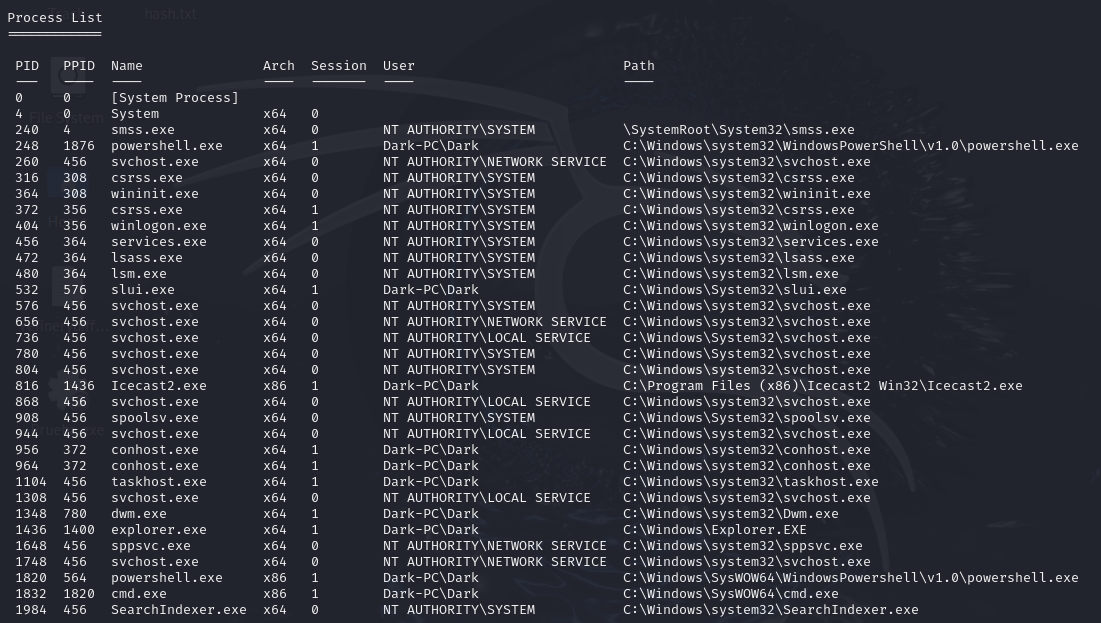 Process List
============
PID PPID Name Arch Session User Path
--- ---- ---- ---- ------- ---- ----
0 0 [System Process]
4 0 System x64 0
240 4 smss.exe x64 0 NT AUTHORITY\SYSTEM \SystemRoot\System32\smss.exe
248 1876 powershell.exe x64 1 Dark-PC\Dark C:\Windows\system32\WindowsPowerShell\v1.0\powershell.exe
260 456 svchost.exe x64 0 NT AUTHORITY\NETWORK SERVICE C:\Windows\system32\svchost.exe
316 308 csrss.exe x64 0 NT AUTHORITY\SYSTEM C:\Windows\system32\csrss.exe
364 308 wininit.exe x64 0 NT AUTHORITY\SYSTEM C:\Windows\system32\wininit.exe
372 356 csrss.exe x64 1 NT AUTHORITY\SYSTEM C:\Windows\system32\csrss.exe
404 356 winlogon.exe x64 1 NT AUTHORITY\SYSTEM C:\Windows\system32\winlogon.exe
456 364 services.exe x64 0 NT AUTHORITY\SYSTEM C:\Windows\system32\services.exe
472 364 lsass.exe x64 0 NT AUTHORITY\SYSTEM C:\Windows\system32\lsass.exe
480 364 lsm.exe x64 0 NT AUTHORITY\SYSTEM C:\Windows\system32\lsm.exe
532 576 slui.exe x64 1 Dark-PC\Dark C:\Windows\System32\slui.exe
576 456 svchost.exe x64 0 NT AUTHORITY\SYSTEM C:\Windows\system32\svchost.exe
656 456 svchost.exe x64 0 NT AUTHORITY\NETWORK SERVICE C:\Windows\system32\svchost.exe
736 456 svchost.exe x64 0 NT AUTHORITY\LOCAL SERVICE C:\Windows\system32\svchost.exe
780 456 svchost.exe x64 0 NT AUTHORITY\SYSTEM C:\Windows\System32\svchost.exe
804 456 svchost.exe x64 0 NT AUTHORITY\SYSTEM C:\Windows\system32\svchost.exe
816 1436 Icecast2.exe x86 1 Dark-PC\Dark C:\Program Files (x86)\Icecast2 Win32\Icecast2.exe
868 456 svchost.exe x64 0 NT AUTHORITY\LOCAL SERVICE C:\Windows\system32\svchost.exe
908 456 spoolsv.exe x64 0 NT AUTHORITY\SYSTEM C:\Windows\System32\spoolsv.exe
944 456 svchost.exe x64 0 NT AUTHORITY\LOCAL SERVICE C:\Windows\system32\svchost.exe
956 372 conhost.exe x64 1 Dark-PC\Dark C:\Windows\system32\conhost.exe
964 372 conhost.exe x64 1 Dark-PC\Dark C:\Windows\system32\conhost.exe
1104 456 taskhost.exe x64 1 Dark-PC\Dark C:\Windows\system32\taskhost.exe
1308 456 svchost.exe x64 0 NT AUTHORITY\LOCAL SERVICE C:\Windows\system32\svchost.exe
1348 780 dwm.exe x64 1 Dark-PC\Dark C:\Windows\system32\Dwm.exe
1436 1400 explorer.exe x64 1 Dark-PC\Dark C:\Windows\Explorer.EXE
1648 456 sppsvc.exe x64 0 NT AUTHORITY\NETWORK SERVICE C:\Windows\system32\sppsvc.exe
1748 456 svchost.exe x64 0 NT AUTHORITY\NETWORK SERVICE C:\Windows\system32\svchost.exe
1820 564 powershell.exe x86 1 Dark-PC\Dark C:\Windows\SysWOW64\WindowsPowershell\v1.0\powershell.exe
1832 1820 cmd.exe x86 1 Dark-PC\Dark C:\Windows\SysWOW64\cmd.exe
1984 456 SearchIndexer.exe x64 0 NT AUTHORITY\SYSTEM C:\Windows\system32\SearchIndexer.exe
hash.txt
File System